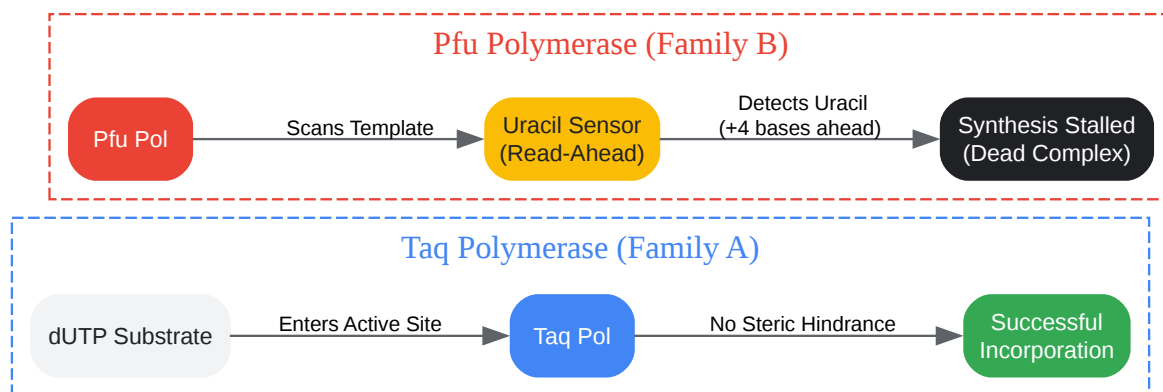 Pfu Polymerase (Family B)
Pfu Pol
Scans Template
Uracil Sensor
(Read-Ahead)
Detects Uracil
(+4 bases ahead)
Synthesis Stalled
(Dead Complex)
Taq Polymerase (Family A)
dUTP Substrate
Enters Active Site
Taq Pol
No Steric Hindrance
Successful
Incorporation